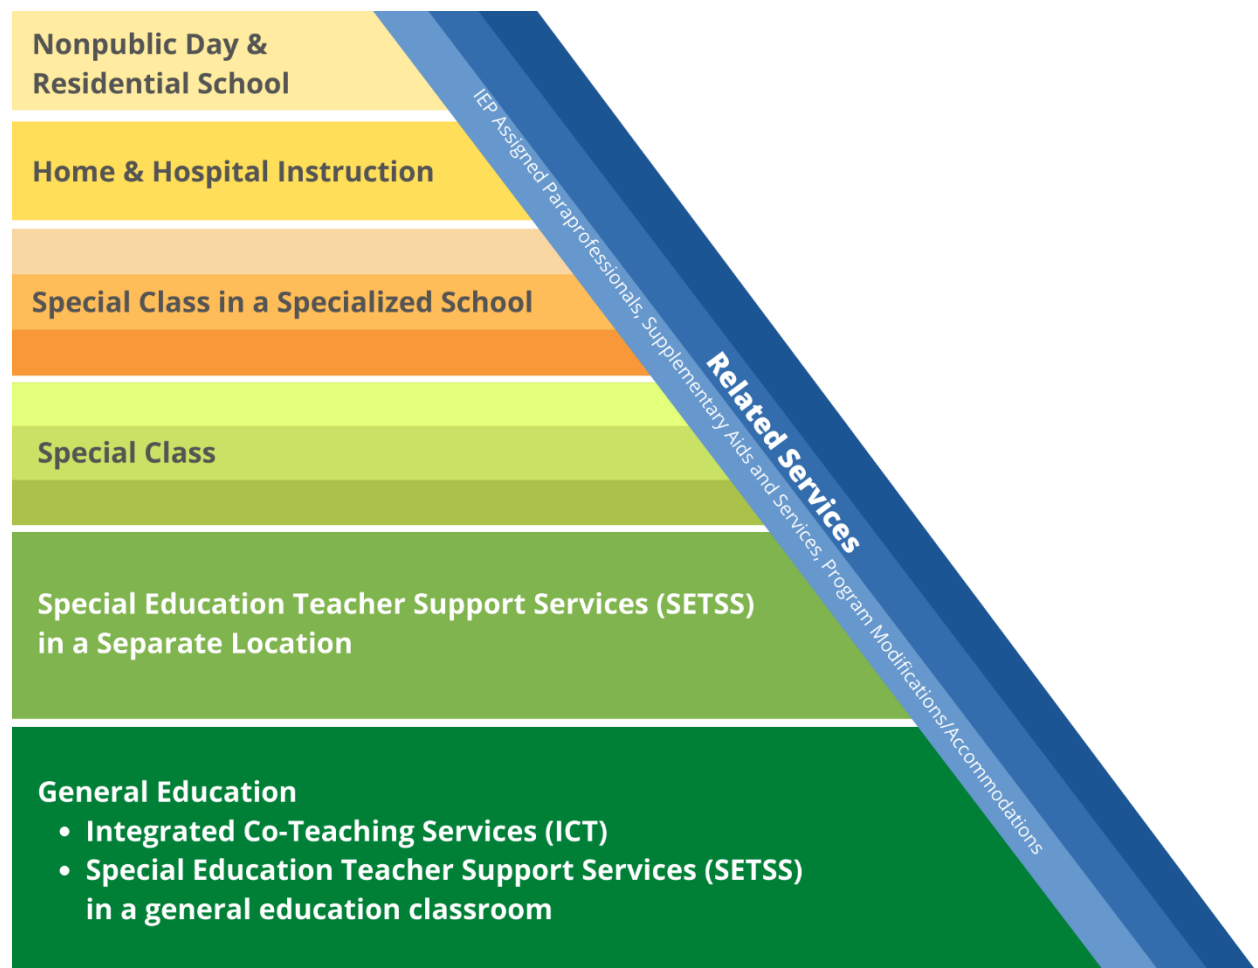 Nonpublic Day &
Residential School
Home & Hospital Instruction
Special Class in a Specialized School
Special Class
Special Education Teacher Support Services (SETSS)
in a Separate Location
General Education
• Integrated Co-Teaching Services (ICT)
• Special Education Teacher Support Services (SETSS)
in a general education classroom
Related Services
IEP Assigned Paraprofessionals, Supplementary Aids and Services, Program Modifications/Accommodations